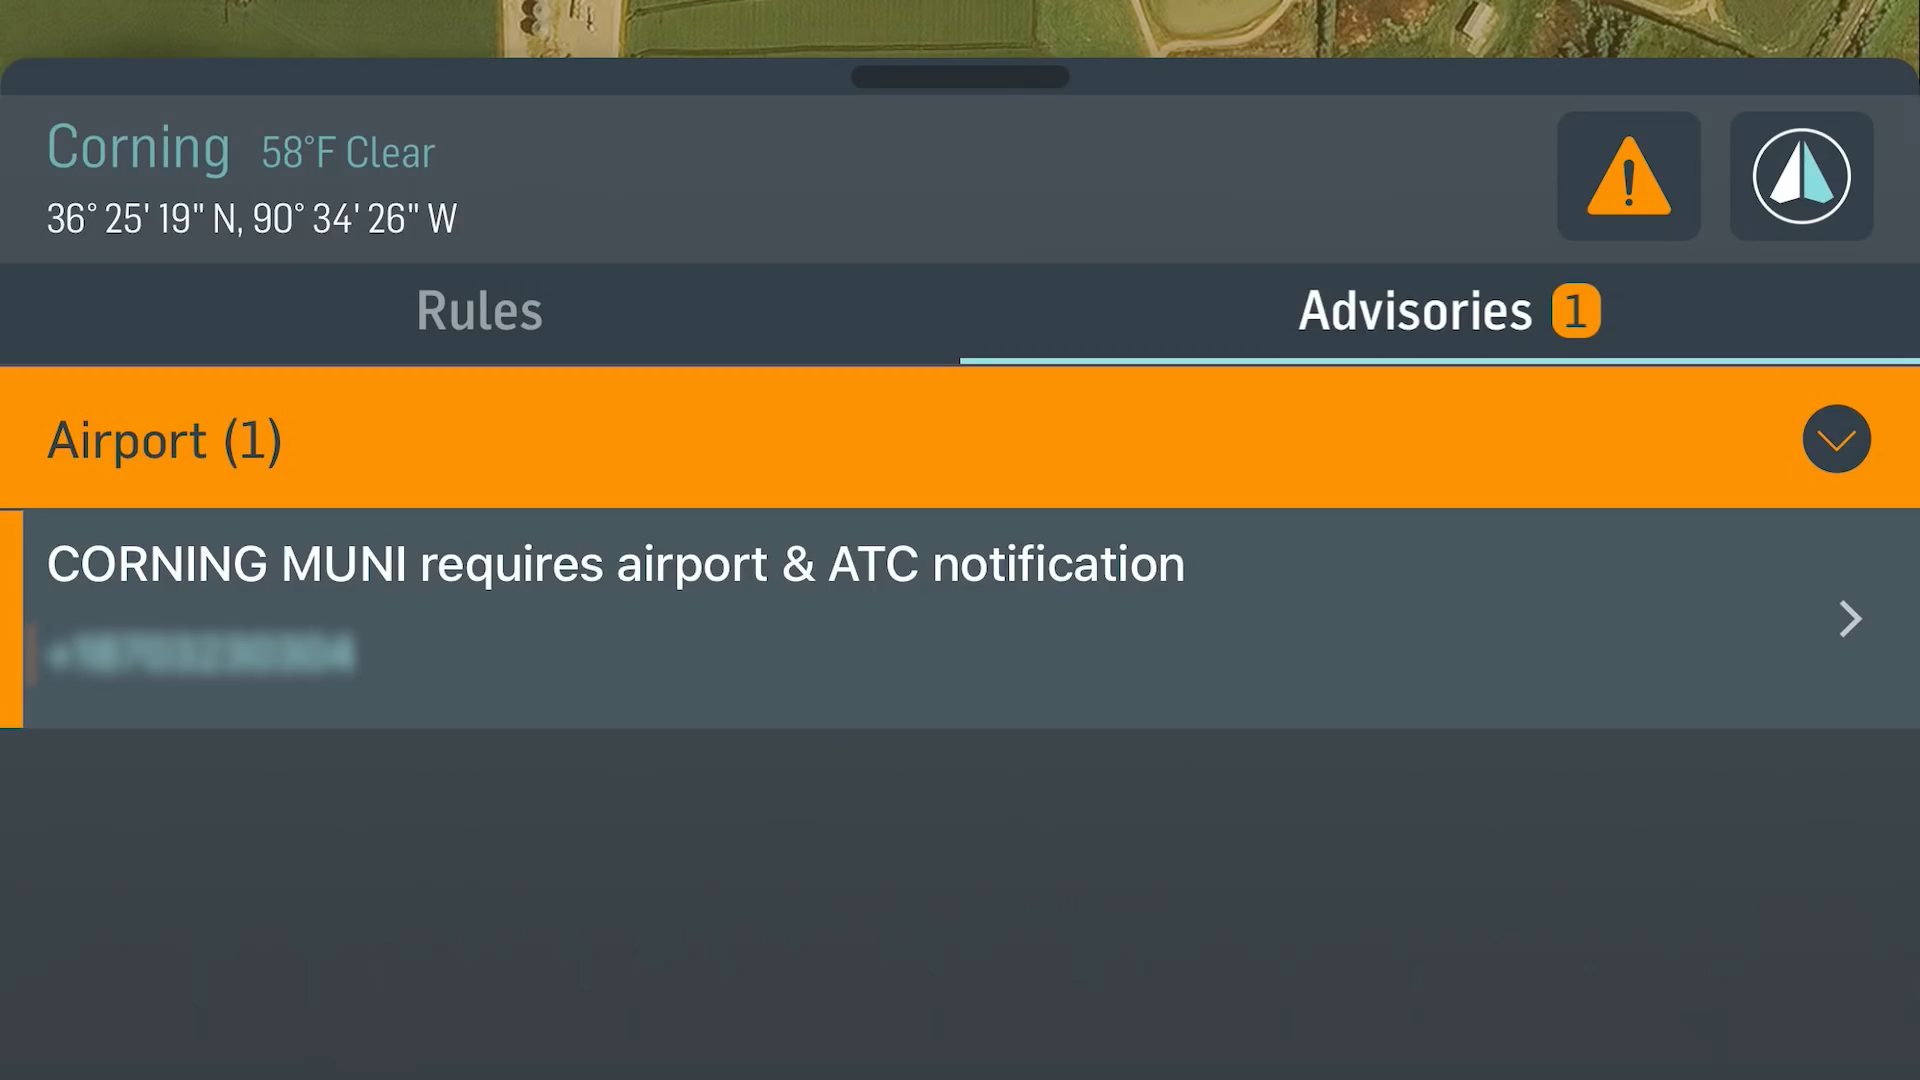 Corning 58°F Clear
36° 25' 19" N, 90° 34' 26" W
Rules
Advisories 1
Airport (1)
CORNING MUNI requires airport & ATC notification